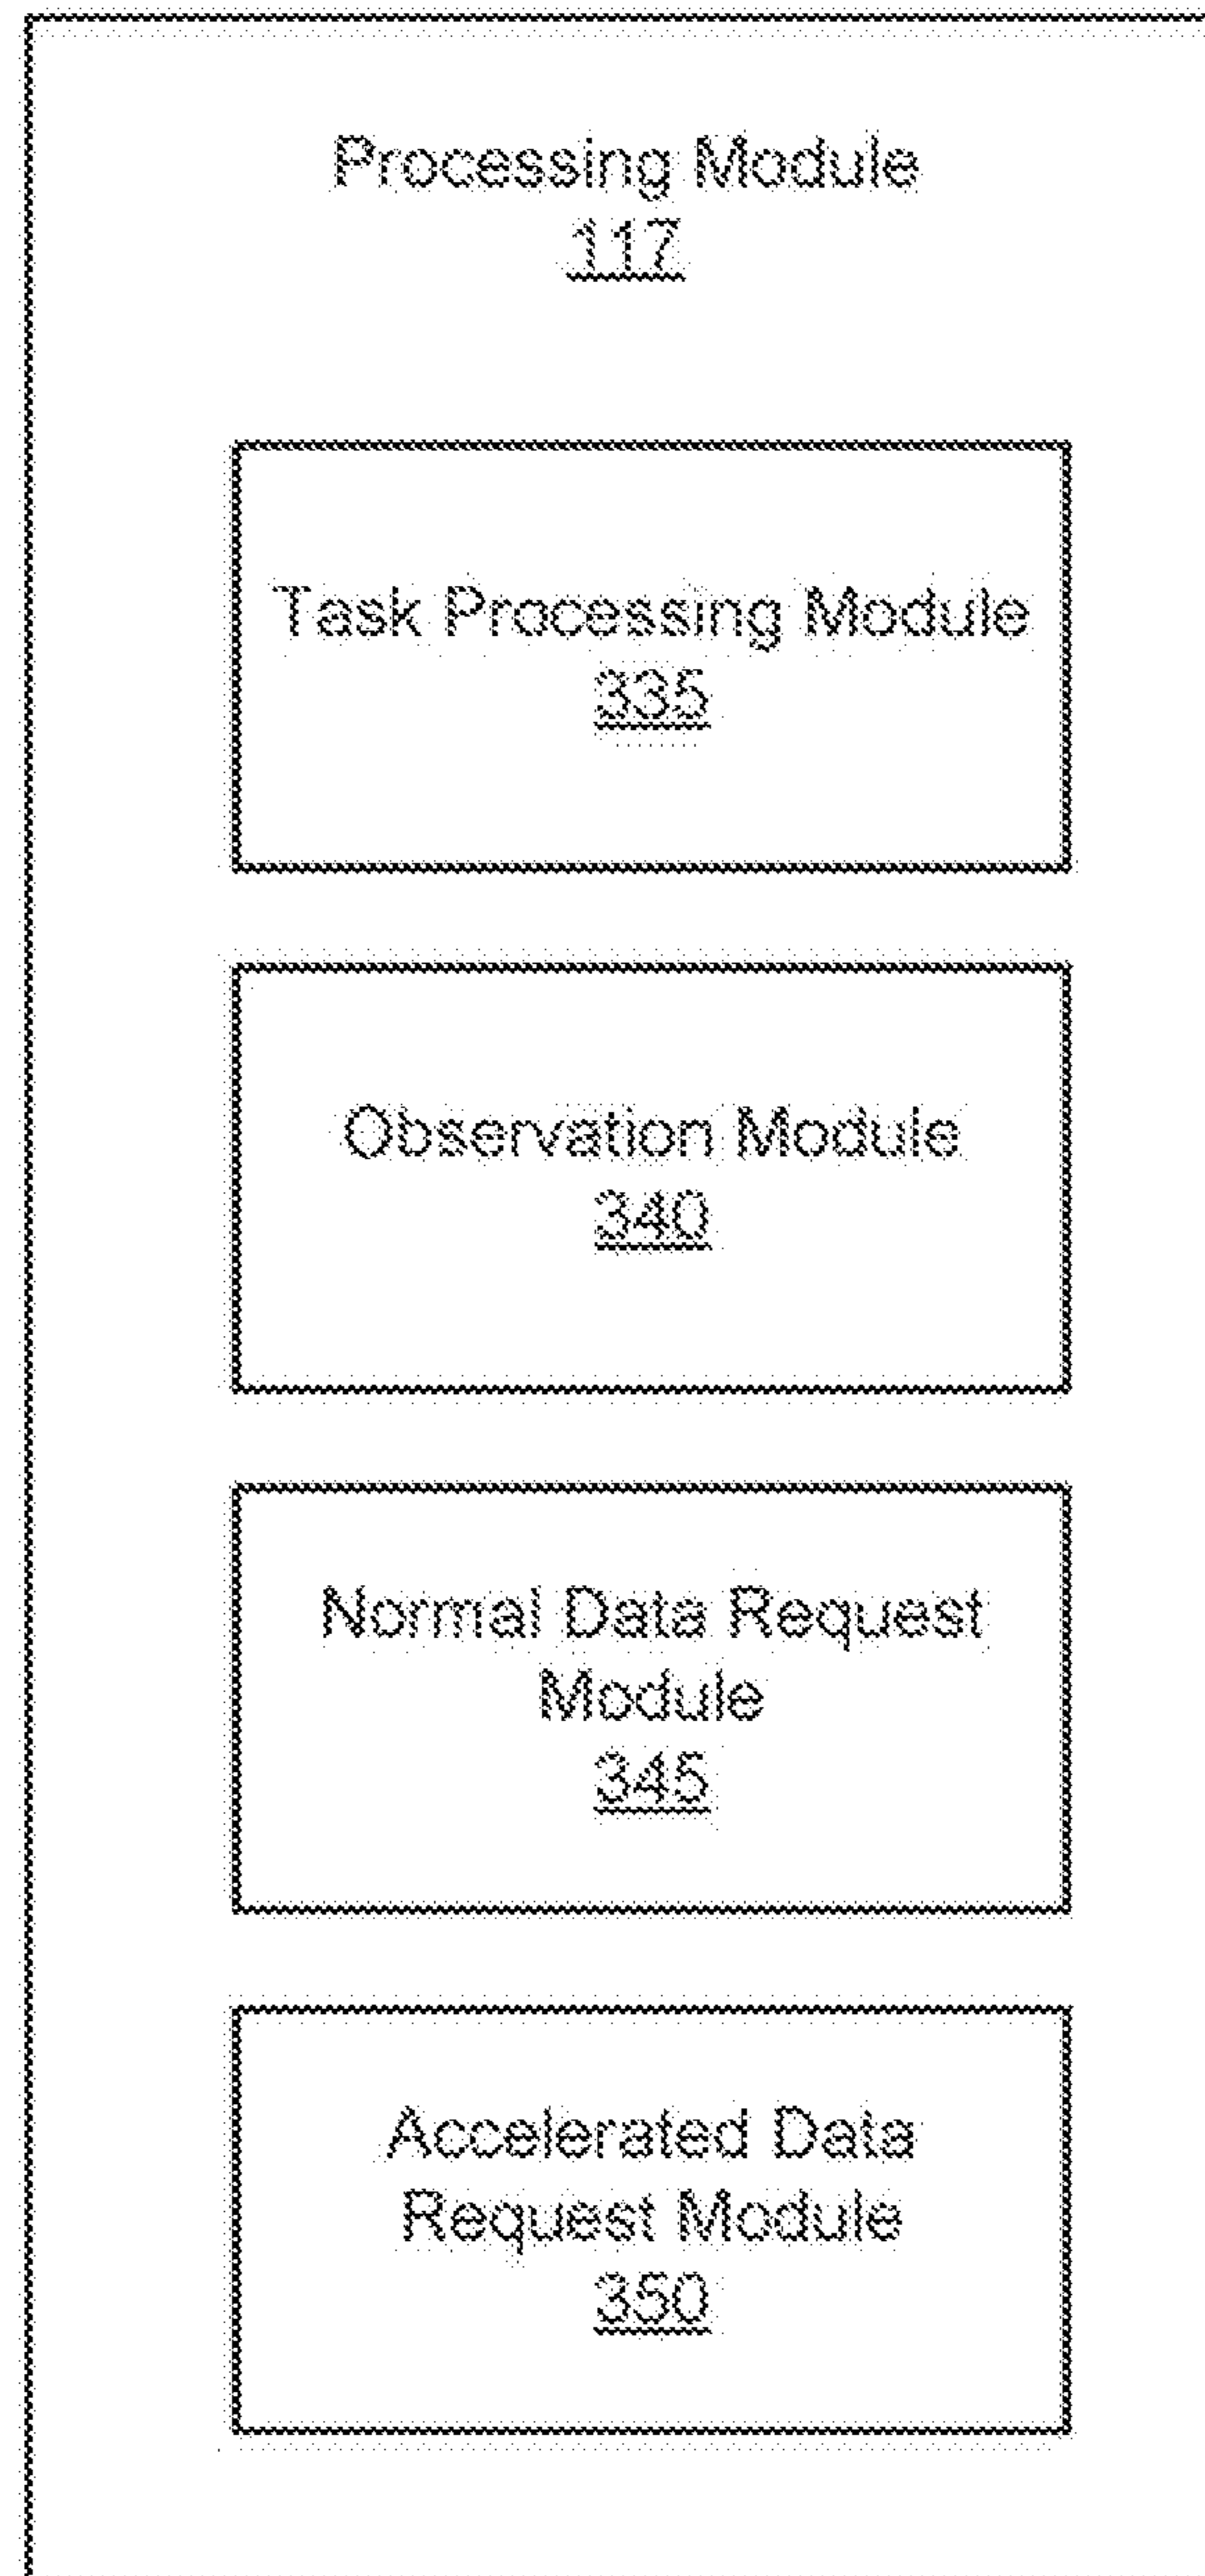 Processing Module
117
Task Processing Module
335
Observation Module
340
Normal Data Request
Module
345
Accelerated Data
Request Module
350